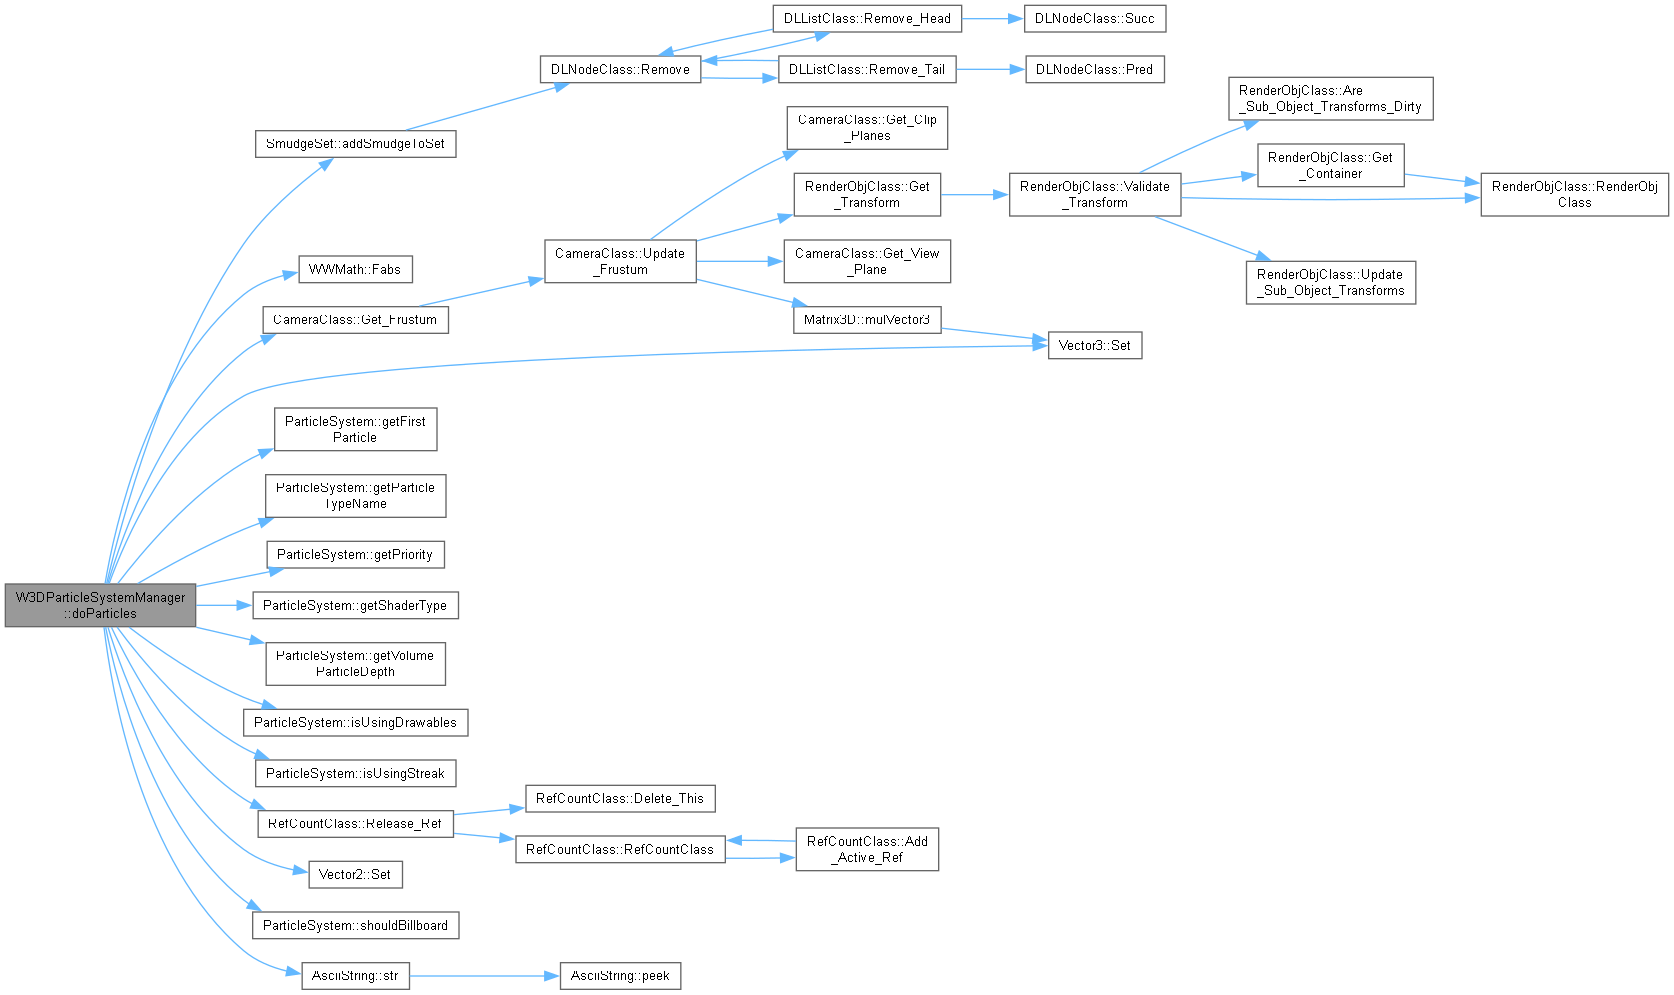 DLListClass::Remove_Head
DLNodeClass::Succ
DLNodeClass::Remove
DLListClass::Remove_Tail
DLNodeClass::Pred
RenderObjClass::Are
_Sub_Object_Transforms_Dirty
CameraClass::Get_Clip
_Planes
SmudgeSet::addSmudgeToSet
RenderObjClass::Get
_Container
RenderObjClass::Get
_Transform
RenderObjClass::Validate
_Transform
RenderObjClass::RenderObj
Class
CameraClass::Update
_Frustum
CameraClass::Get_View
_Plane
WWMath::Fabs
RenderObjClass::Update
_Sub_Object_Transforms
CameraClass::Get_Frustum
Matrix3D::mulVector3
Vector3::Set
ParticleSystem::getFirst
Particle
ParticleSystem::getParticle
TypeName
ParticleSystem::getPriority
W3DParticleSystemManager
::doParticles
ParticleSystem::getShaderType
ParticleSystem::getVolume
ParticleDepth
ParticleSystem::isUsingDrawables
ParticleSystem::isUsingStreak
RefCountClass::Delete_This
RefCountClass::Release_Ref
RefCountClass::RefCountClass
RefCountClass::Add
_Active_Ref
Vector2::Set
ParticleSystem::shouldBillboard
AsciiString::str
AsciiString::peek